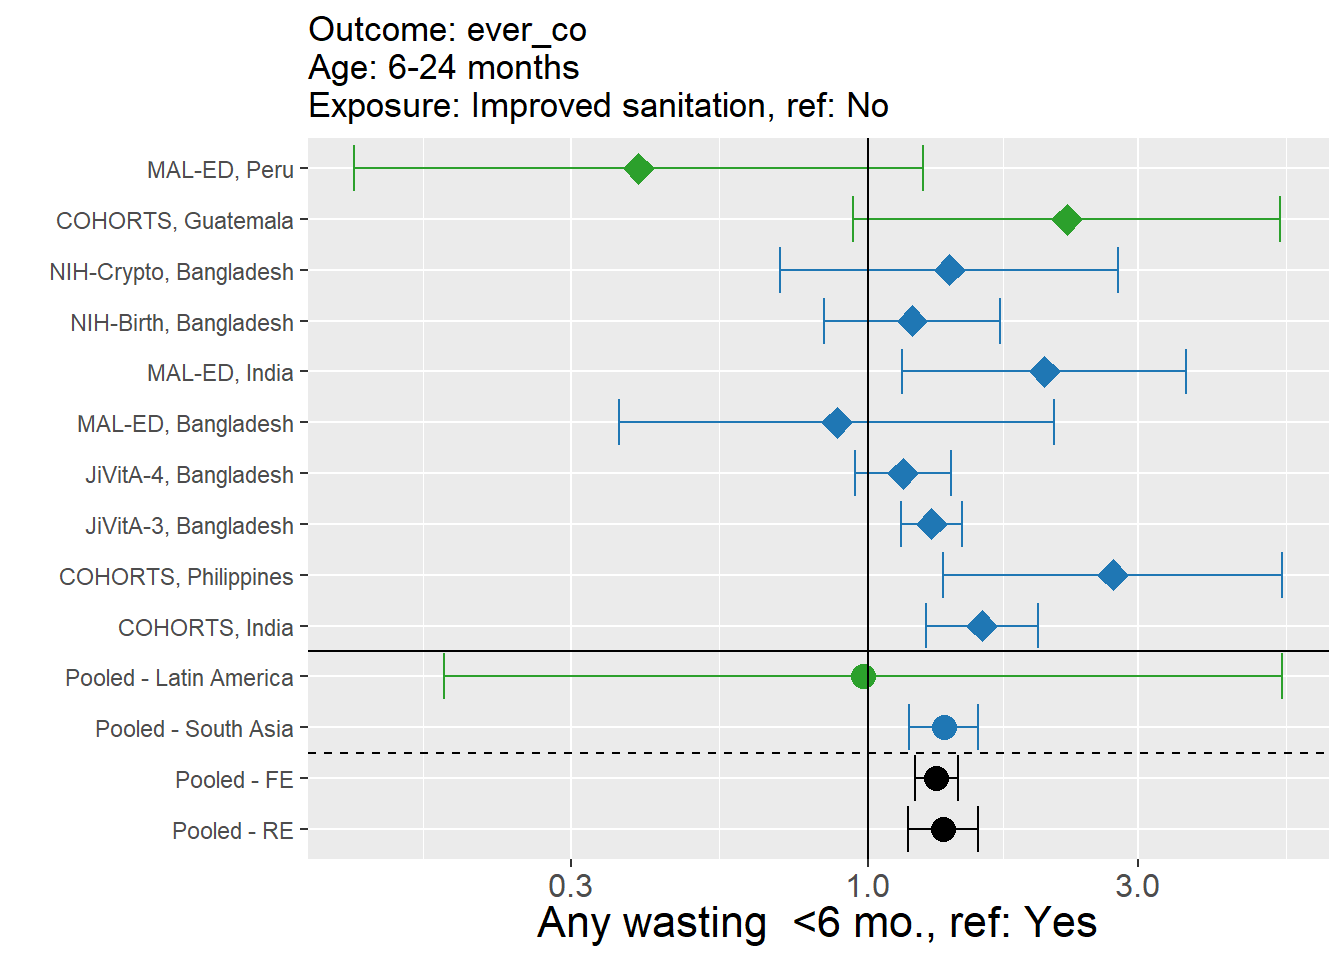 Outcome: ever_co
Age: 6-24 months
Exposure: Improved sanitation, ref: No
MAL-ED, Peru
COHORTS, Guatemala
NIH-Crypto, Bangladesh
NIH-Birth, Bangladesh
MAL-ED, India
MAL-ED, Bangladesh
JiVitA-4, Bangladesh
JiVitA-3, Bangladesh
COHORTS, Philippines
COHORTS, India
Pooled - Latin America
Pooled - South Asia
Pooled - FE
Pooled - RE
0.3 1.0 3.0
Any wasting  <6 mo., ref: Yes